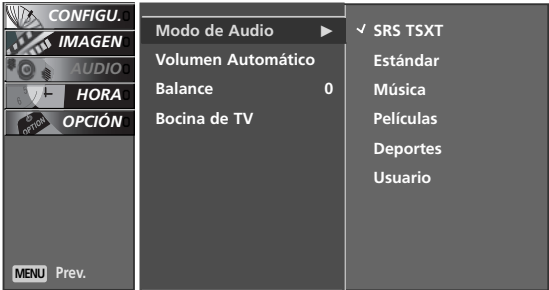 CONFIGU.
IMAGEN
AUDIO
HORA
OPCIÓN
OPTION
MENU Prev.
Modo de Audio ►
Volumen Automático
Balance 0
Bocina de TV
✓ SRS TSXT
Estándar
Música
Películas
Deportes
Usuario